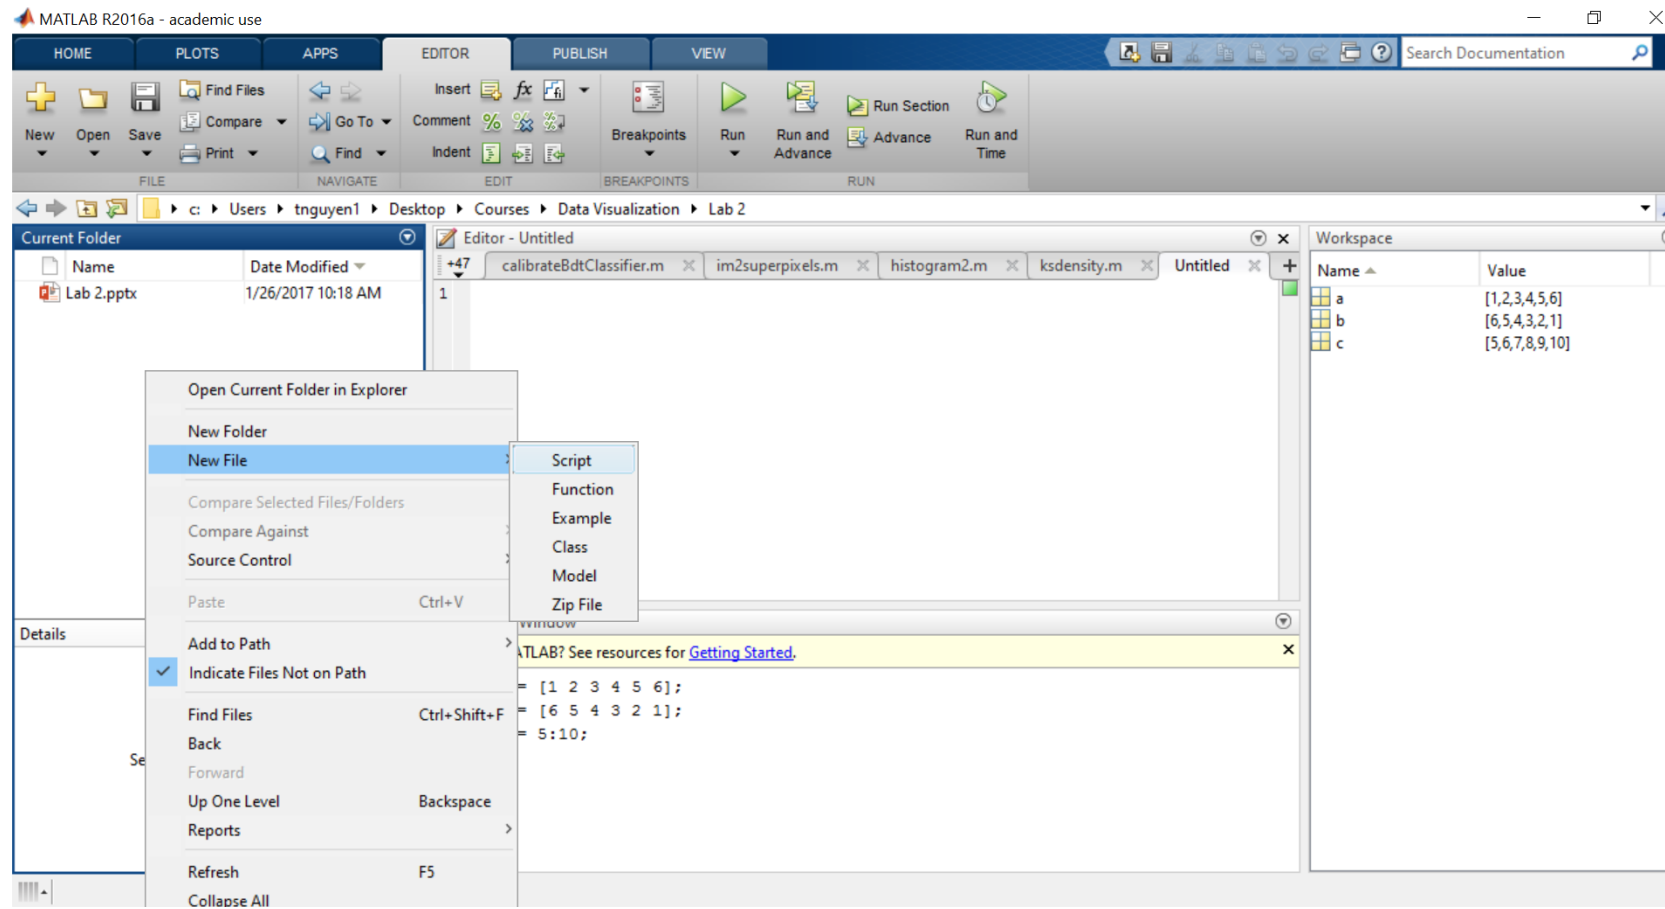 MATLAB R2016a - academic use
HOME PLOTS APPS EDITOR PUBLISH VIEW
Search Documentation
New
Open
Save
Find Files
Compare
Print
FILE
Go To
Find
NAVIGATE
Insert
Comment
Indent
fx
fi
EDIT
Breakpoints
BREAKPOINTS
Run
Run and
Advance
Run Section
Advance
Run and
Time
RUN
c: Users tnguyen1 Desktop Courses Data Visualization Lab 2
Current Folder
Name Date Modified
Lab 2.pptx 1/26/2017 10:18 AM
Editor - Untitled
+47 calibrateBdtClassifier.m im2superpixels.m histogram2.m ksdensity.m Untitled
1
Workspace
Name Value
a [1,2,3,4,5,6]
b [6,5,4,3,2,1]
c [5,6,7,8,9,10]
Open Current Folder in Explorer
New Folder
New File
Compare Selected Files/Folders
Compare Against
Source Control
Paste Ctrl+V
Add to Path
Indicate Files Not on Path
Find Files Ctrl+Shift+F
Back
Forward
Up One Level Backspace
Reports
Refresh F5
Collapse All
Script
Function
Example
Class
Model
Zip File
Details
Se
Window
ATLAB? See resources for Getting Started.
= [1 2 3 4 5 6];
= [6 5 4 3 2 1];
= 5:10;